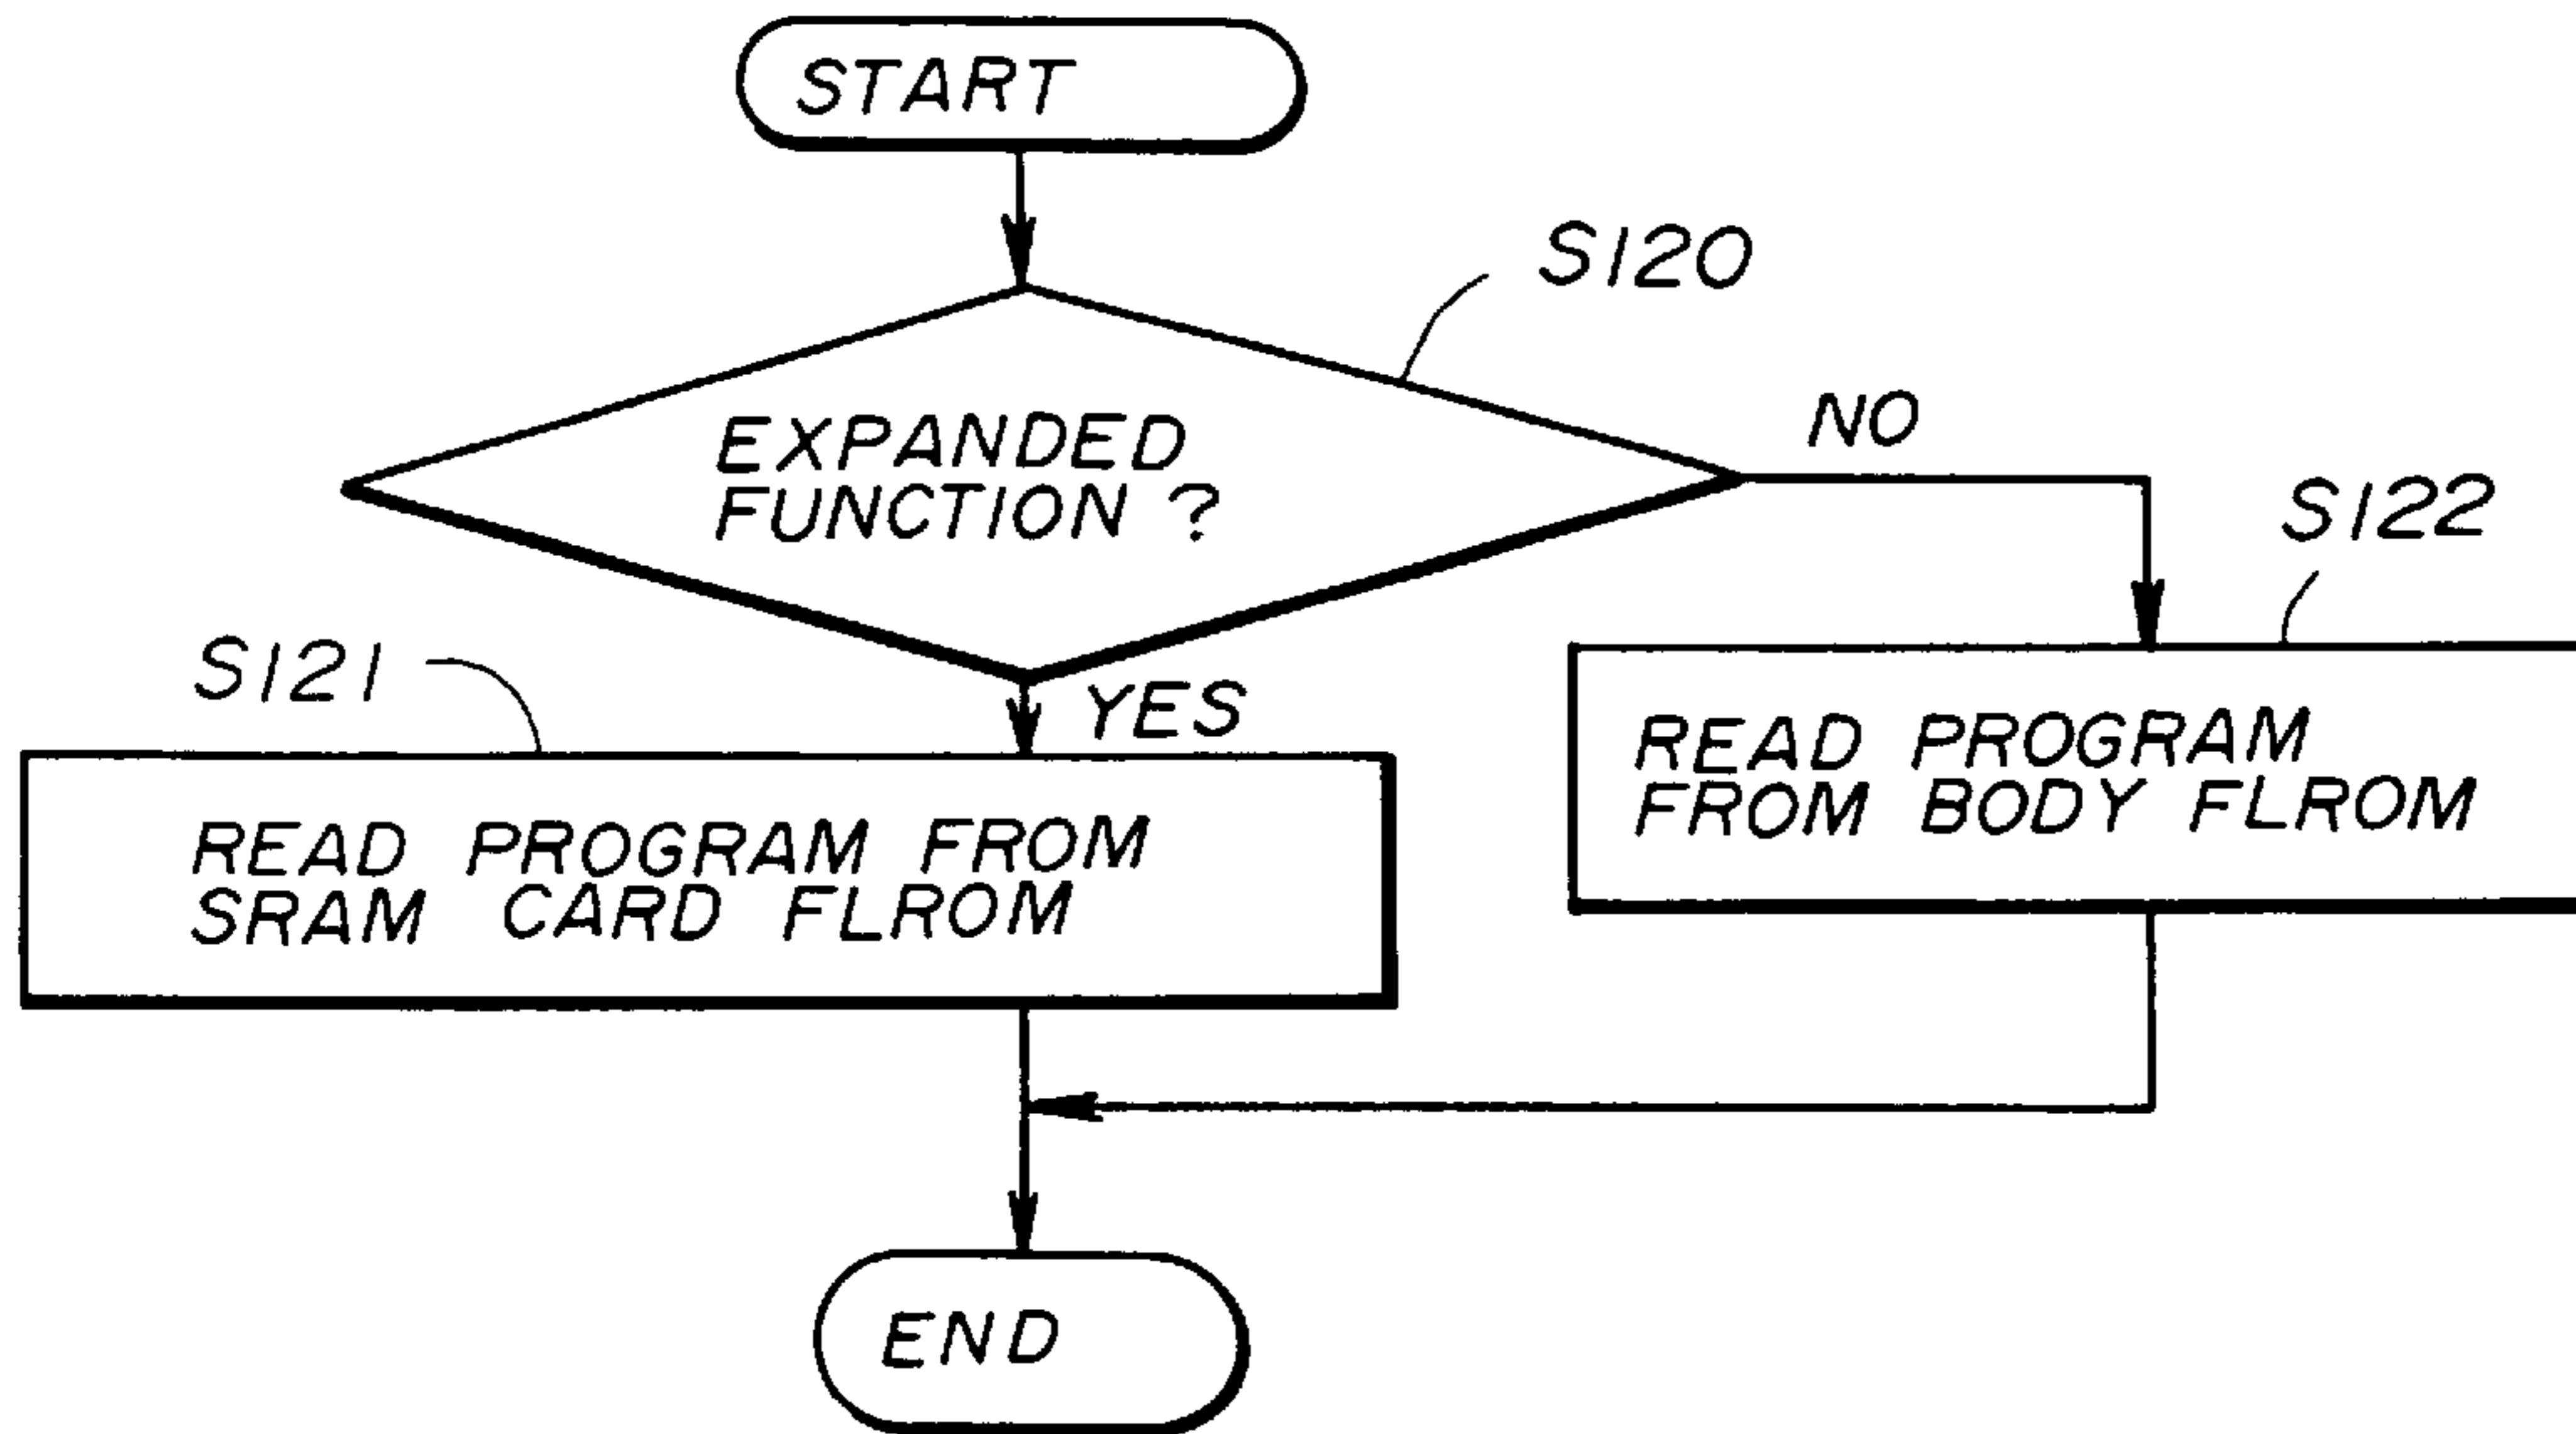 START
S120
EXPANDED
FUNCTION ?
NO
S122
S121
YES
READ PROGRAM
FROM BODY FLROM
READ PROGRAM FROM
SRAM CARD FLROM
END